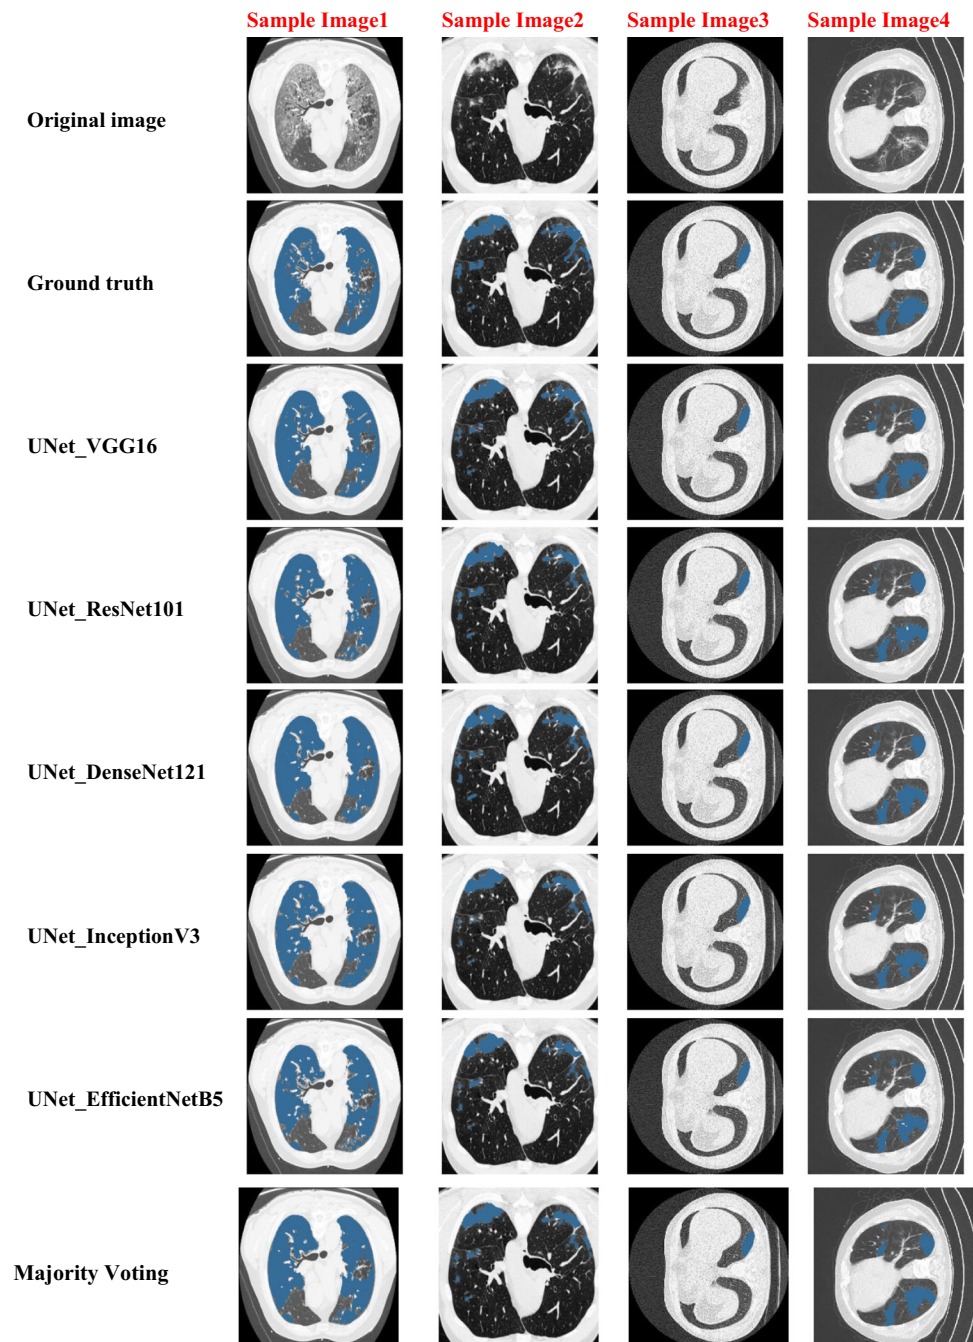 Sample Image1 Sample Image2 Sample Image3 Sample Image4
Original image
Ground truth
UNet_VGG16
UNet_ResNet101
UNet_DenseNet121
UNet_InceptionV3
UNet_EfficientNetB5
Majority Voting